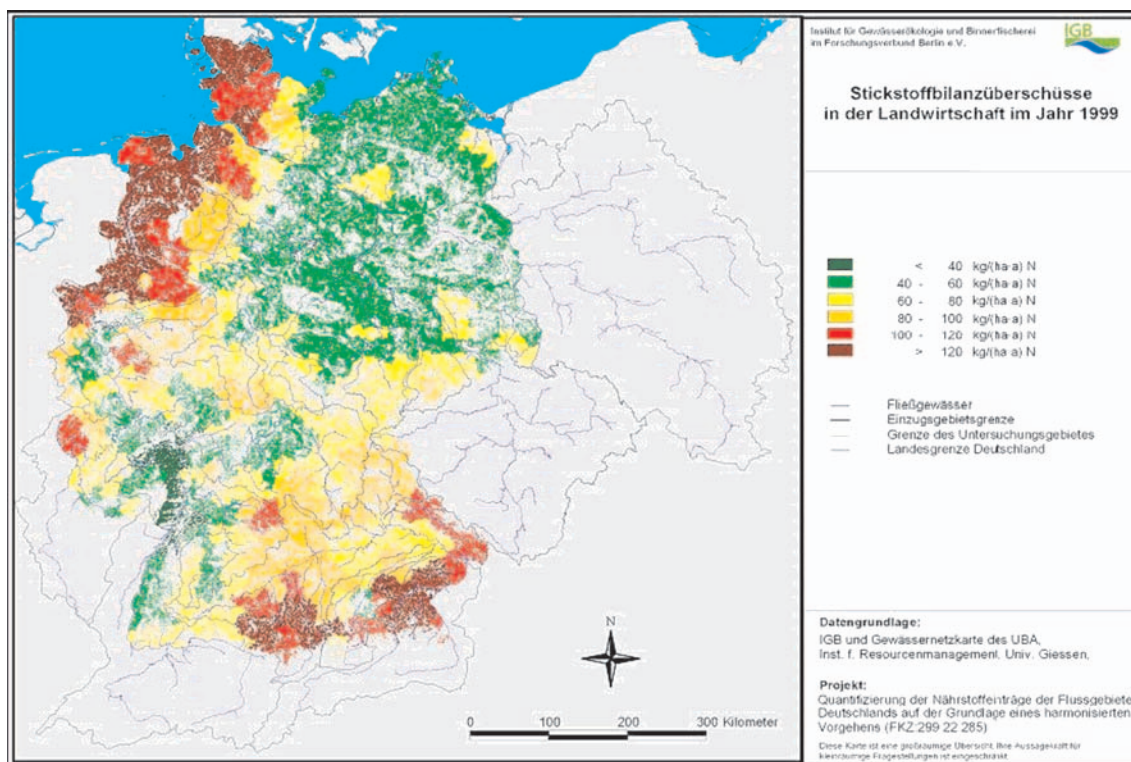 Institut für Gewässerökologie und Binnerfischerei
im Forschungsverbund Berlin e.V.
IGB
Stickstoffbilanzüberschüsse
in der Landwirtschaft im Jahr 1999
< 40 kg/(ha·a) N
40 - 60 kg/(ha·a) N
60 - 80 kg/(ha·a) N
80 - 100 kg/(ha·a) N
100 - 120 kg/(ha·a) N
> 120 kg/(ha·a) N
Fließgewässer
Einzugsgebietsgrenze
Grenze des Untersuchungsgebietes
Landesgrenze Deutschland
N
0 100 200 300 Kilometer
Datengrundlage:
IGB und Gewässernetzkarte des UBA,
Inst. f. Resourcenmanagement, Univ. Giessen,
Projekt:
Quantifizierung der Nährstoffeinträge der Flussgebiete
Deutschlands auf der Grundlage eines harmonisierten
Vorgehens (FKZ:299 22 285)
Diese Karte ist eine großräumige Übersicht. Ihre Aussagekraft für
kleinräumige Fragestellungen ist eingeschränkt.